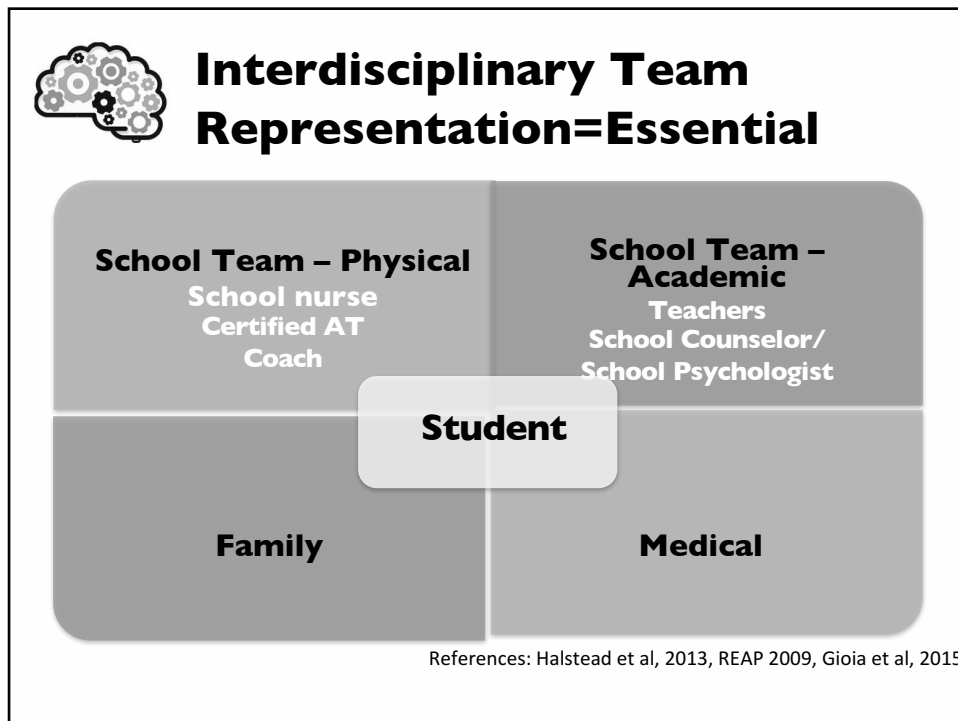 Interdisciplinary Team
Representation=Essential
School Team – Physical
School nurse
Certified AT
Coach
School Team –
Academic
Teachers
School Counselor/
School Psychologist
Student
Family
Medical
References: Halstead et al, 2013, REAP 2009, Gioia et al, 2015